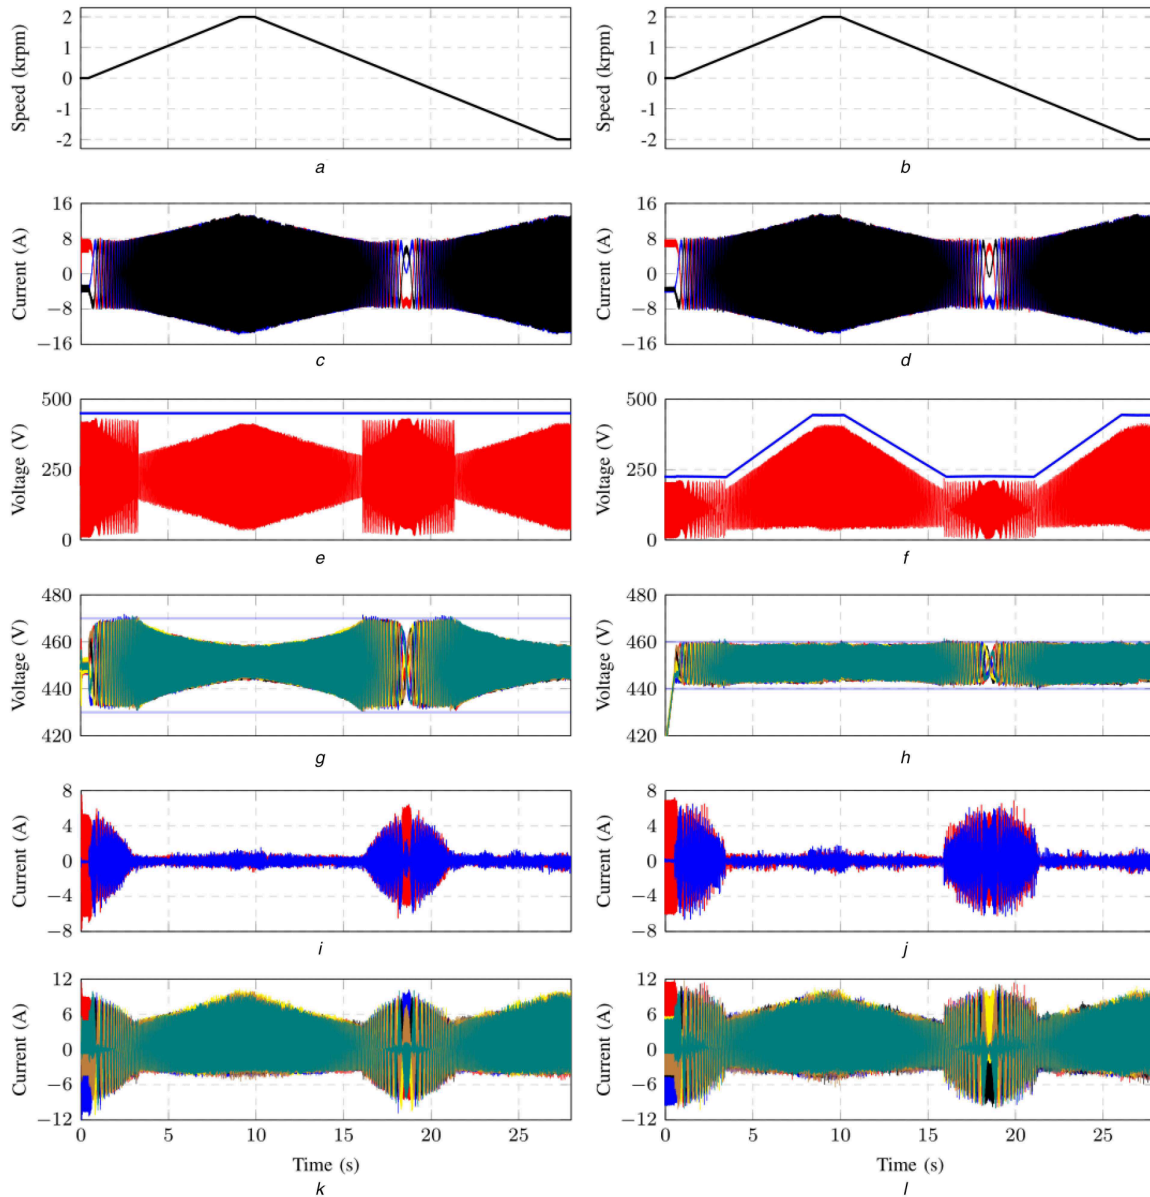 Speed (krpm)
2
1
0
-1
-2
a
Speed (krpm)
2
1
0
-1
-2
b
Current (A)
16
8
0
−8
−16
c
Current (A)
16
8
0
−8
−16
d
Voltage (V)
500
250
0
e
Voltage (V)
500
250
0
f
Voltage (V)
480
460
440
420
g
Voltage (V)
480
460
440
420
h
Current (A)
8
4
0
−4
−8
i
Current (A)
8
4
0
−4
−8
j
Current (A)
12
6
0
−6
−12
0 5 10 15 20 25
Time (s)
k
Current (A)
12
6
0
−6
−12
0 5 10 15 20 25
Time (s)
l